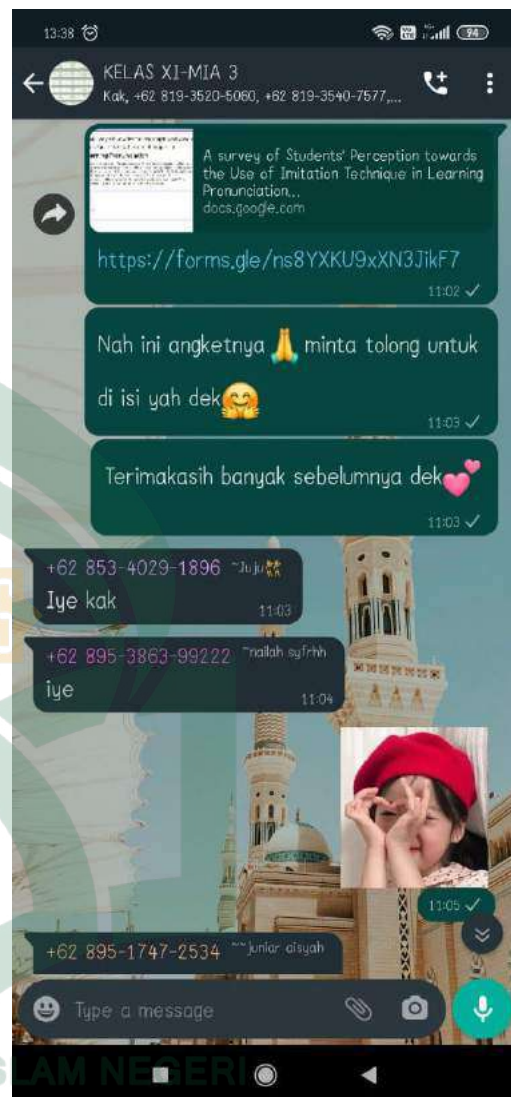 13:38
94
KELAS XI-MIA 3
Kak, +62 819-3520-5060, +62 819-3540-7577,...
A survey of Students' Perception towards
the Use of Imitation Technique in Learning
Pronunciation...
docs.google.com
https://forms.gle/ns8YXKU9xXN3JikF7
11:02
Nah ini angketnya 🙏 minta tolong untuk
di isi yah dek🤗
11:03
Terimakasih banyak sebelumnya dek💕
11:03
+62 853-4029-1896 ~Juju👯
Iye kak
11:03
+62 895-3863-99222 ~nailah syfrhh
iye
11:04
11:05
+62 895-1747-2534 ~~juniar aisyah
Type a message
SLAM NEGERI